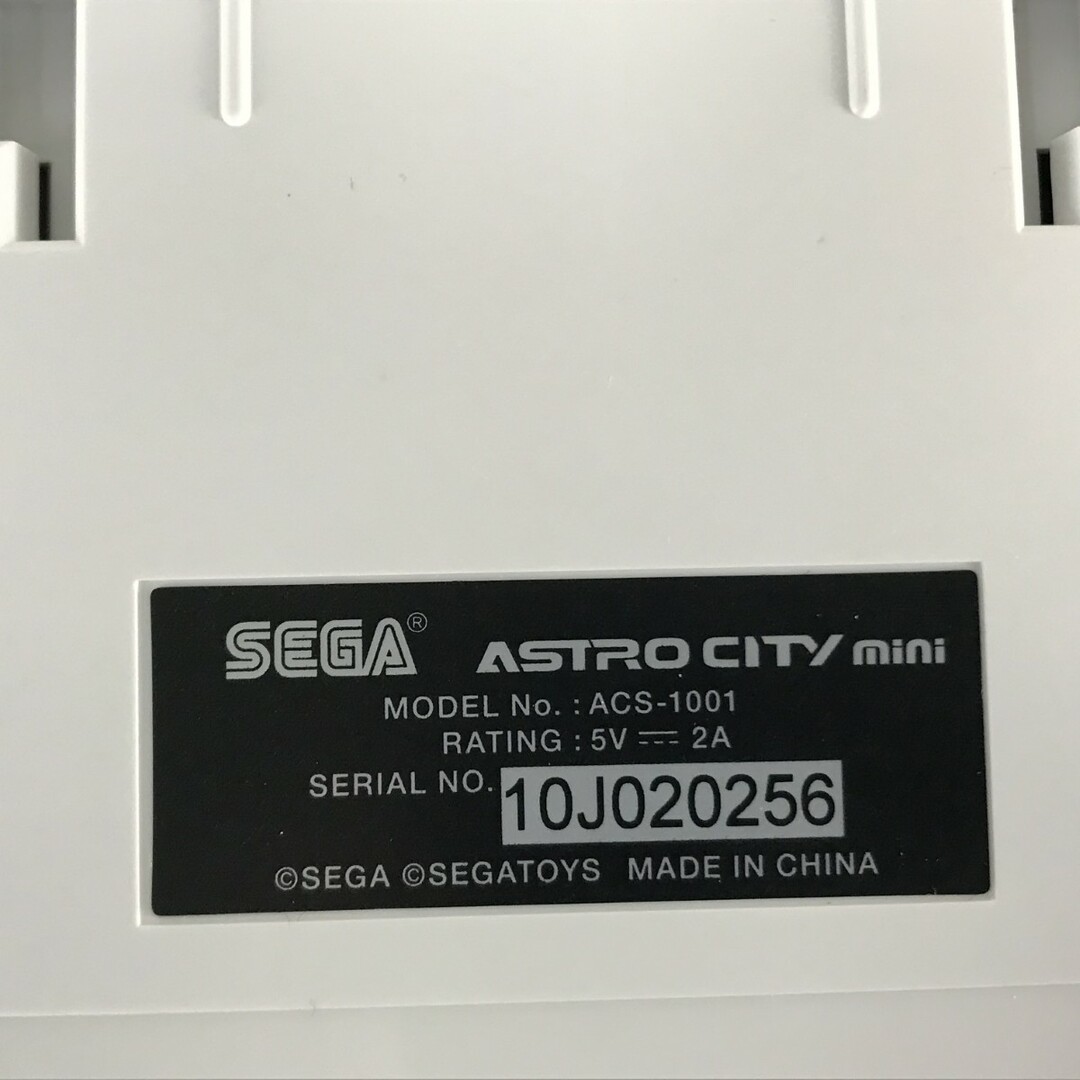 SEGA® ASTRO CITY mini
MODEL No. : ACS-1001
RATING : 5V ⎓ 2A
SERIAL NO. 10J020256
©SEGA ©SEGATOYS MADE IN CHINA